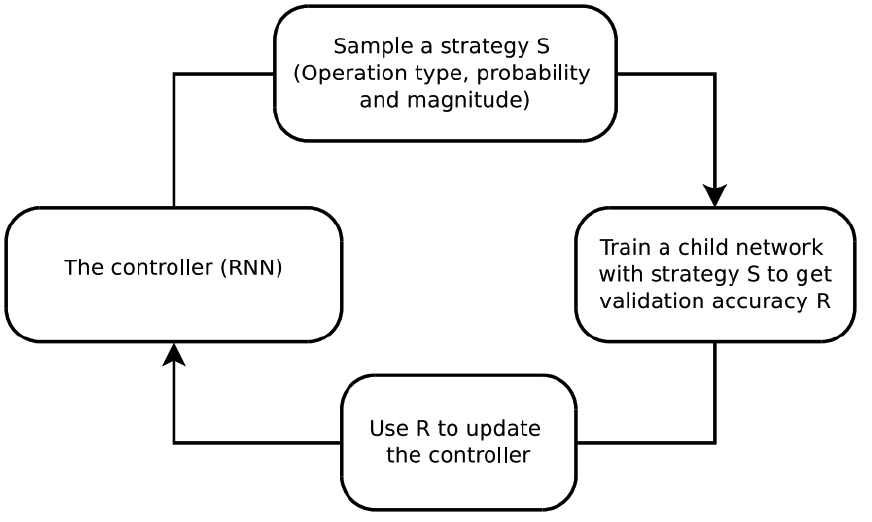 Sample a strategy S
(Operation type, probability
and magnitude)
The controller (RNN)
Train a child network
with strategy S to get
validation accuracy R
Use R to update
the controller